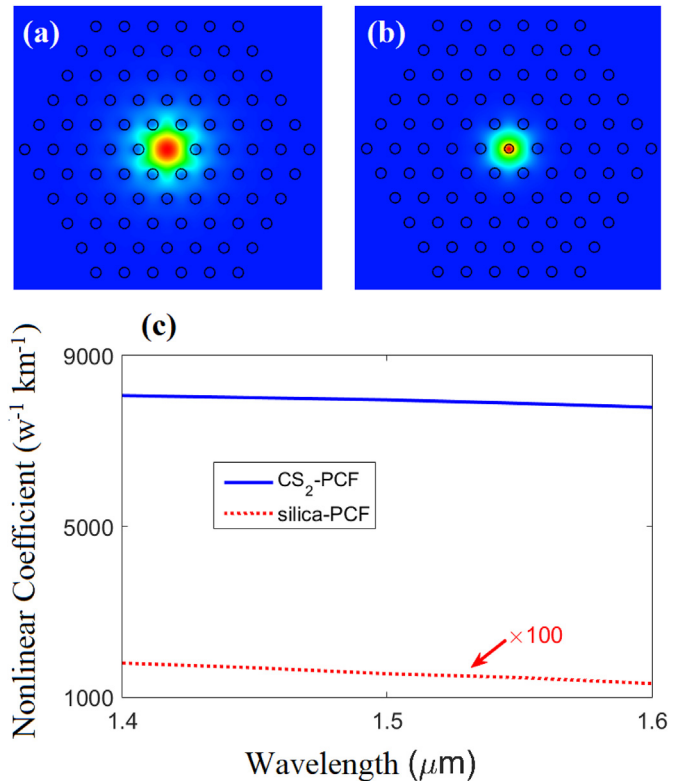 (a)
(b)
(c)
Nonlinear Coefficient (w⁻¹ km⁻¹)
9000
5000
1000
CS₂-PCF
silica-PCF
×100
1.4
1.5
1.6
Wavelength (μm)